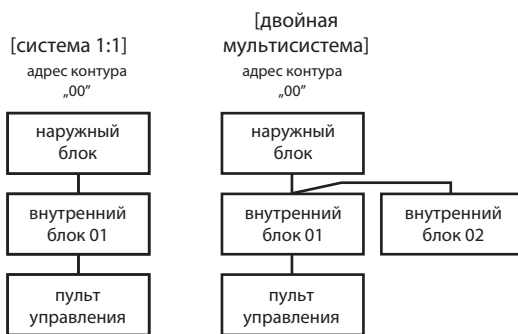 [система 1:1]
адрес контура
„00”
наружный
блок
внутренний
блок 01
пульт
управления
[двойная
мультисистема]
адрес контура
„00”
наружный
блок
внутренний
блок 01
внутренний
блок 02
пульт
управления